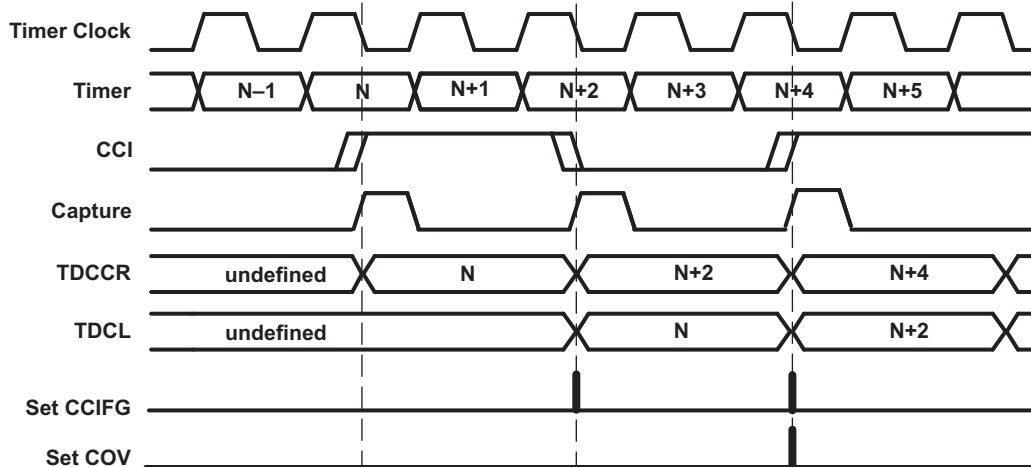 Timer Clock
Timer N–1 N N+1 N+2 N+3 N+4 N+5
CCI
Capture
TDCCR undefined N N+2 N+4
TDCL undefined N N+2
Set CCIFG
Set COV